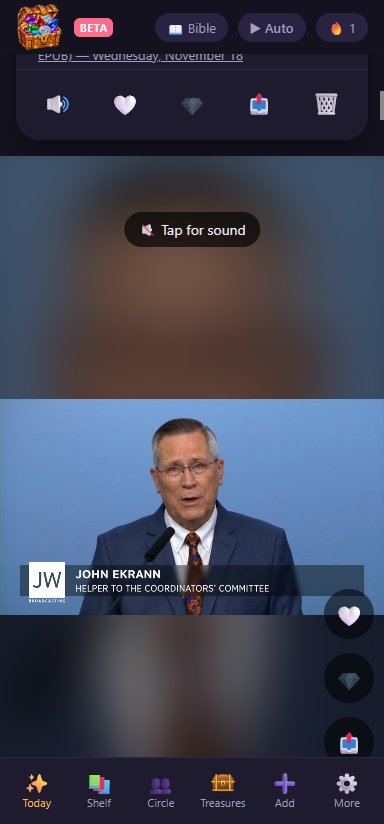 BETA
Bible
Auto
1
EPUB) — Wednesday, November 18
Tap for sound
JW
BROADCASTING
JOHN EKRANN
HELPER TO THE COORDINATORS' COMMITTEE
Today
Shelf
Circle
Treasures
Add
More